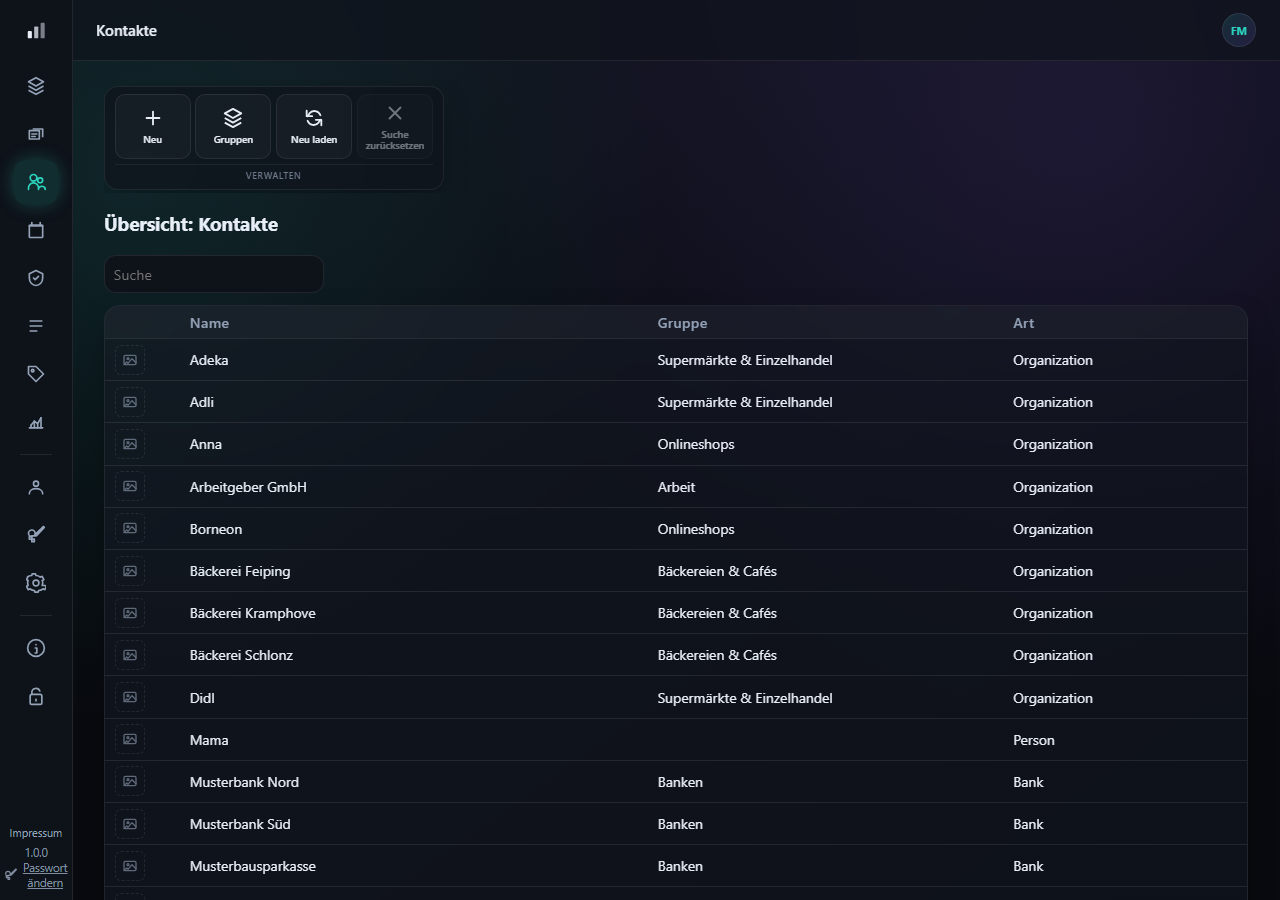 Kontakte
FM
Neu
Gruppen
Neu laden
Suche
zurücksetzen
VERWALTEN
Übersicht: Kontakte
Suche
Name Gruppe Art
Adeka Supermärkte & Einzelhandel Organization
Adli Supermärkte & Einzelhandel Organization
Anna Onlineshops Organization
Arbeitgeber GmbH Arbeit Organization
Borneon Onlineshops Organization
Bäckerei Feiping Bäckereien & Cafés Organization
Bäckerei Kramphove Bäckereien & Cafés Organization
Bäckerei Schlonz Bäckereien & Cafés Organization
Didl Supermärkte & Einzelhandel Organization
Mama Person
Musterbank Nord Banken Bank
Musterbank Süd Banken Bank
Musterbausparkasse Banken Bank
Impressum
1.0.0
Passwort
ändern